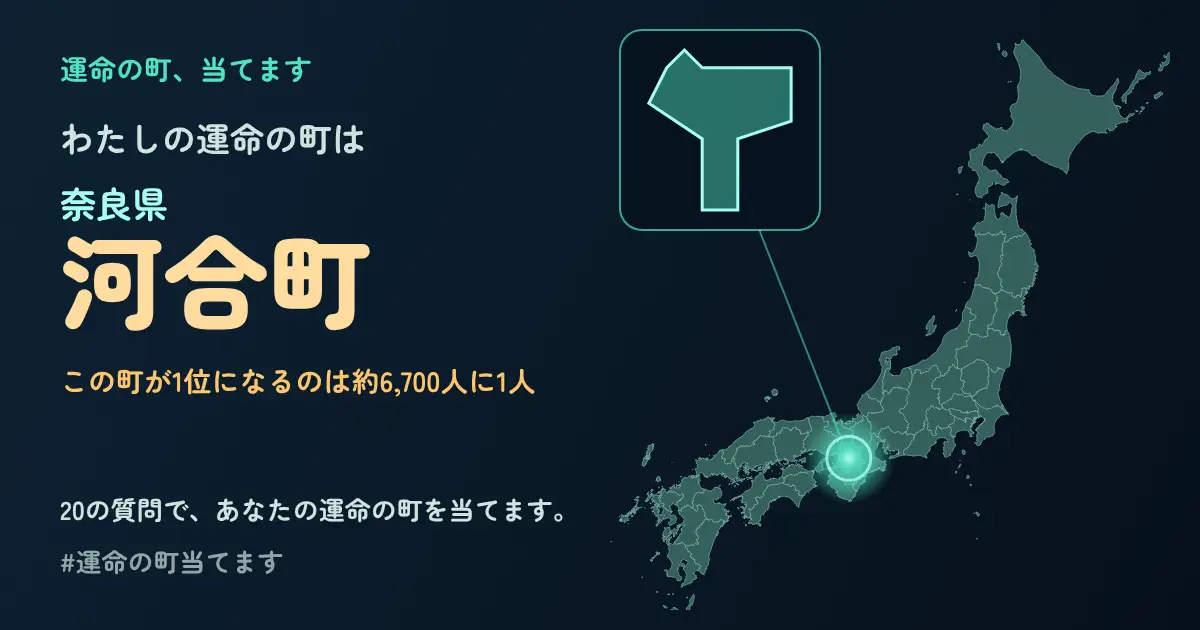 運命の町、当てます
わたしの運命の町は
奈良県
河合町
この町が1位になるのは約6,700人に1人
20の質問で、あなたの運命の町を当てます。
#運命の町当てます